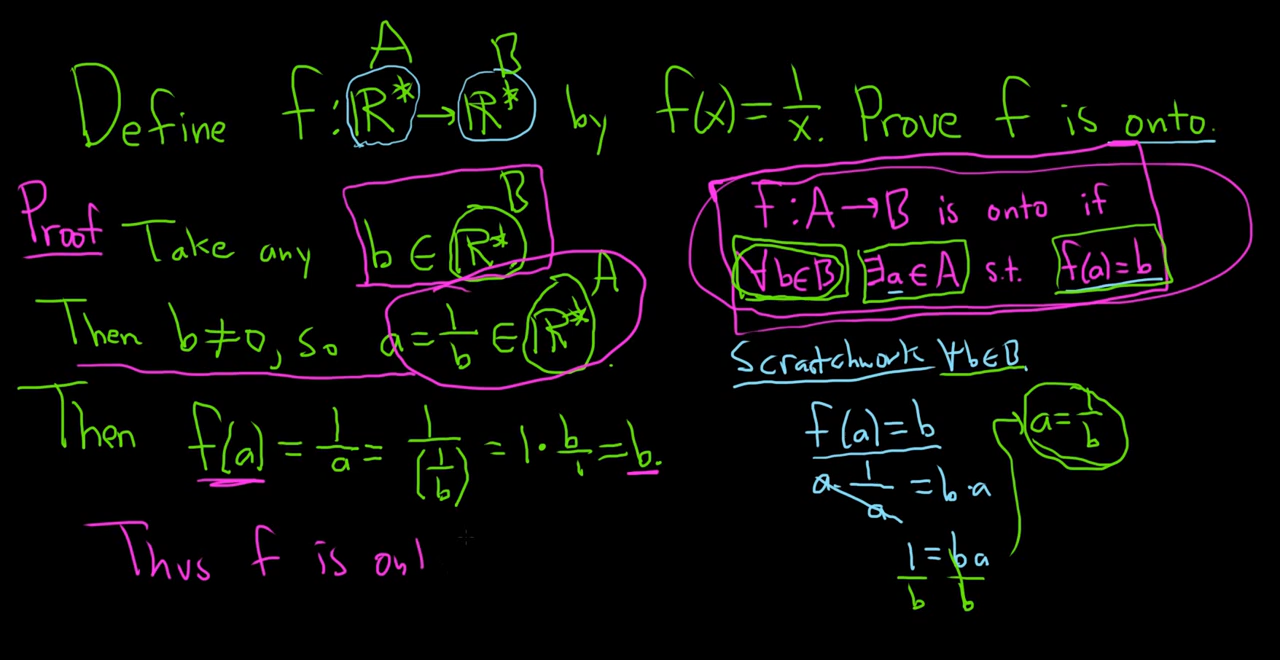 A B
Define f : ℝ* → ℝ* by f(x) = 1/x. Prove f is onto.
Proof Take any b ∈ ℝ* B
Then b ≠ 0, so a = 1/b ∈ ℝ* A.
Then f(a) = 1/a = 1/(1/b) = 1 · b/1 = b.
Thus f is onl
f : A → B is onto if
∀b∈B ∃a∈A s.t. f(a)=b
Scratchwork ∀b∈B
f(a) = b
a · 1/a = b · a
1/b = ba/b
a = 1/b